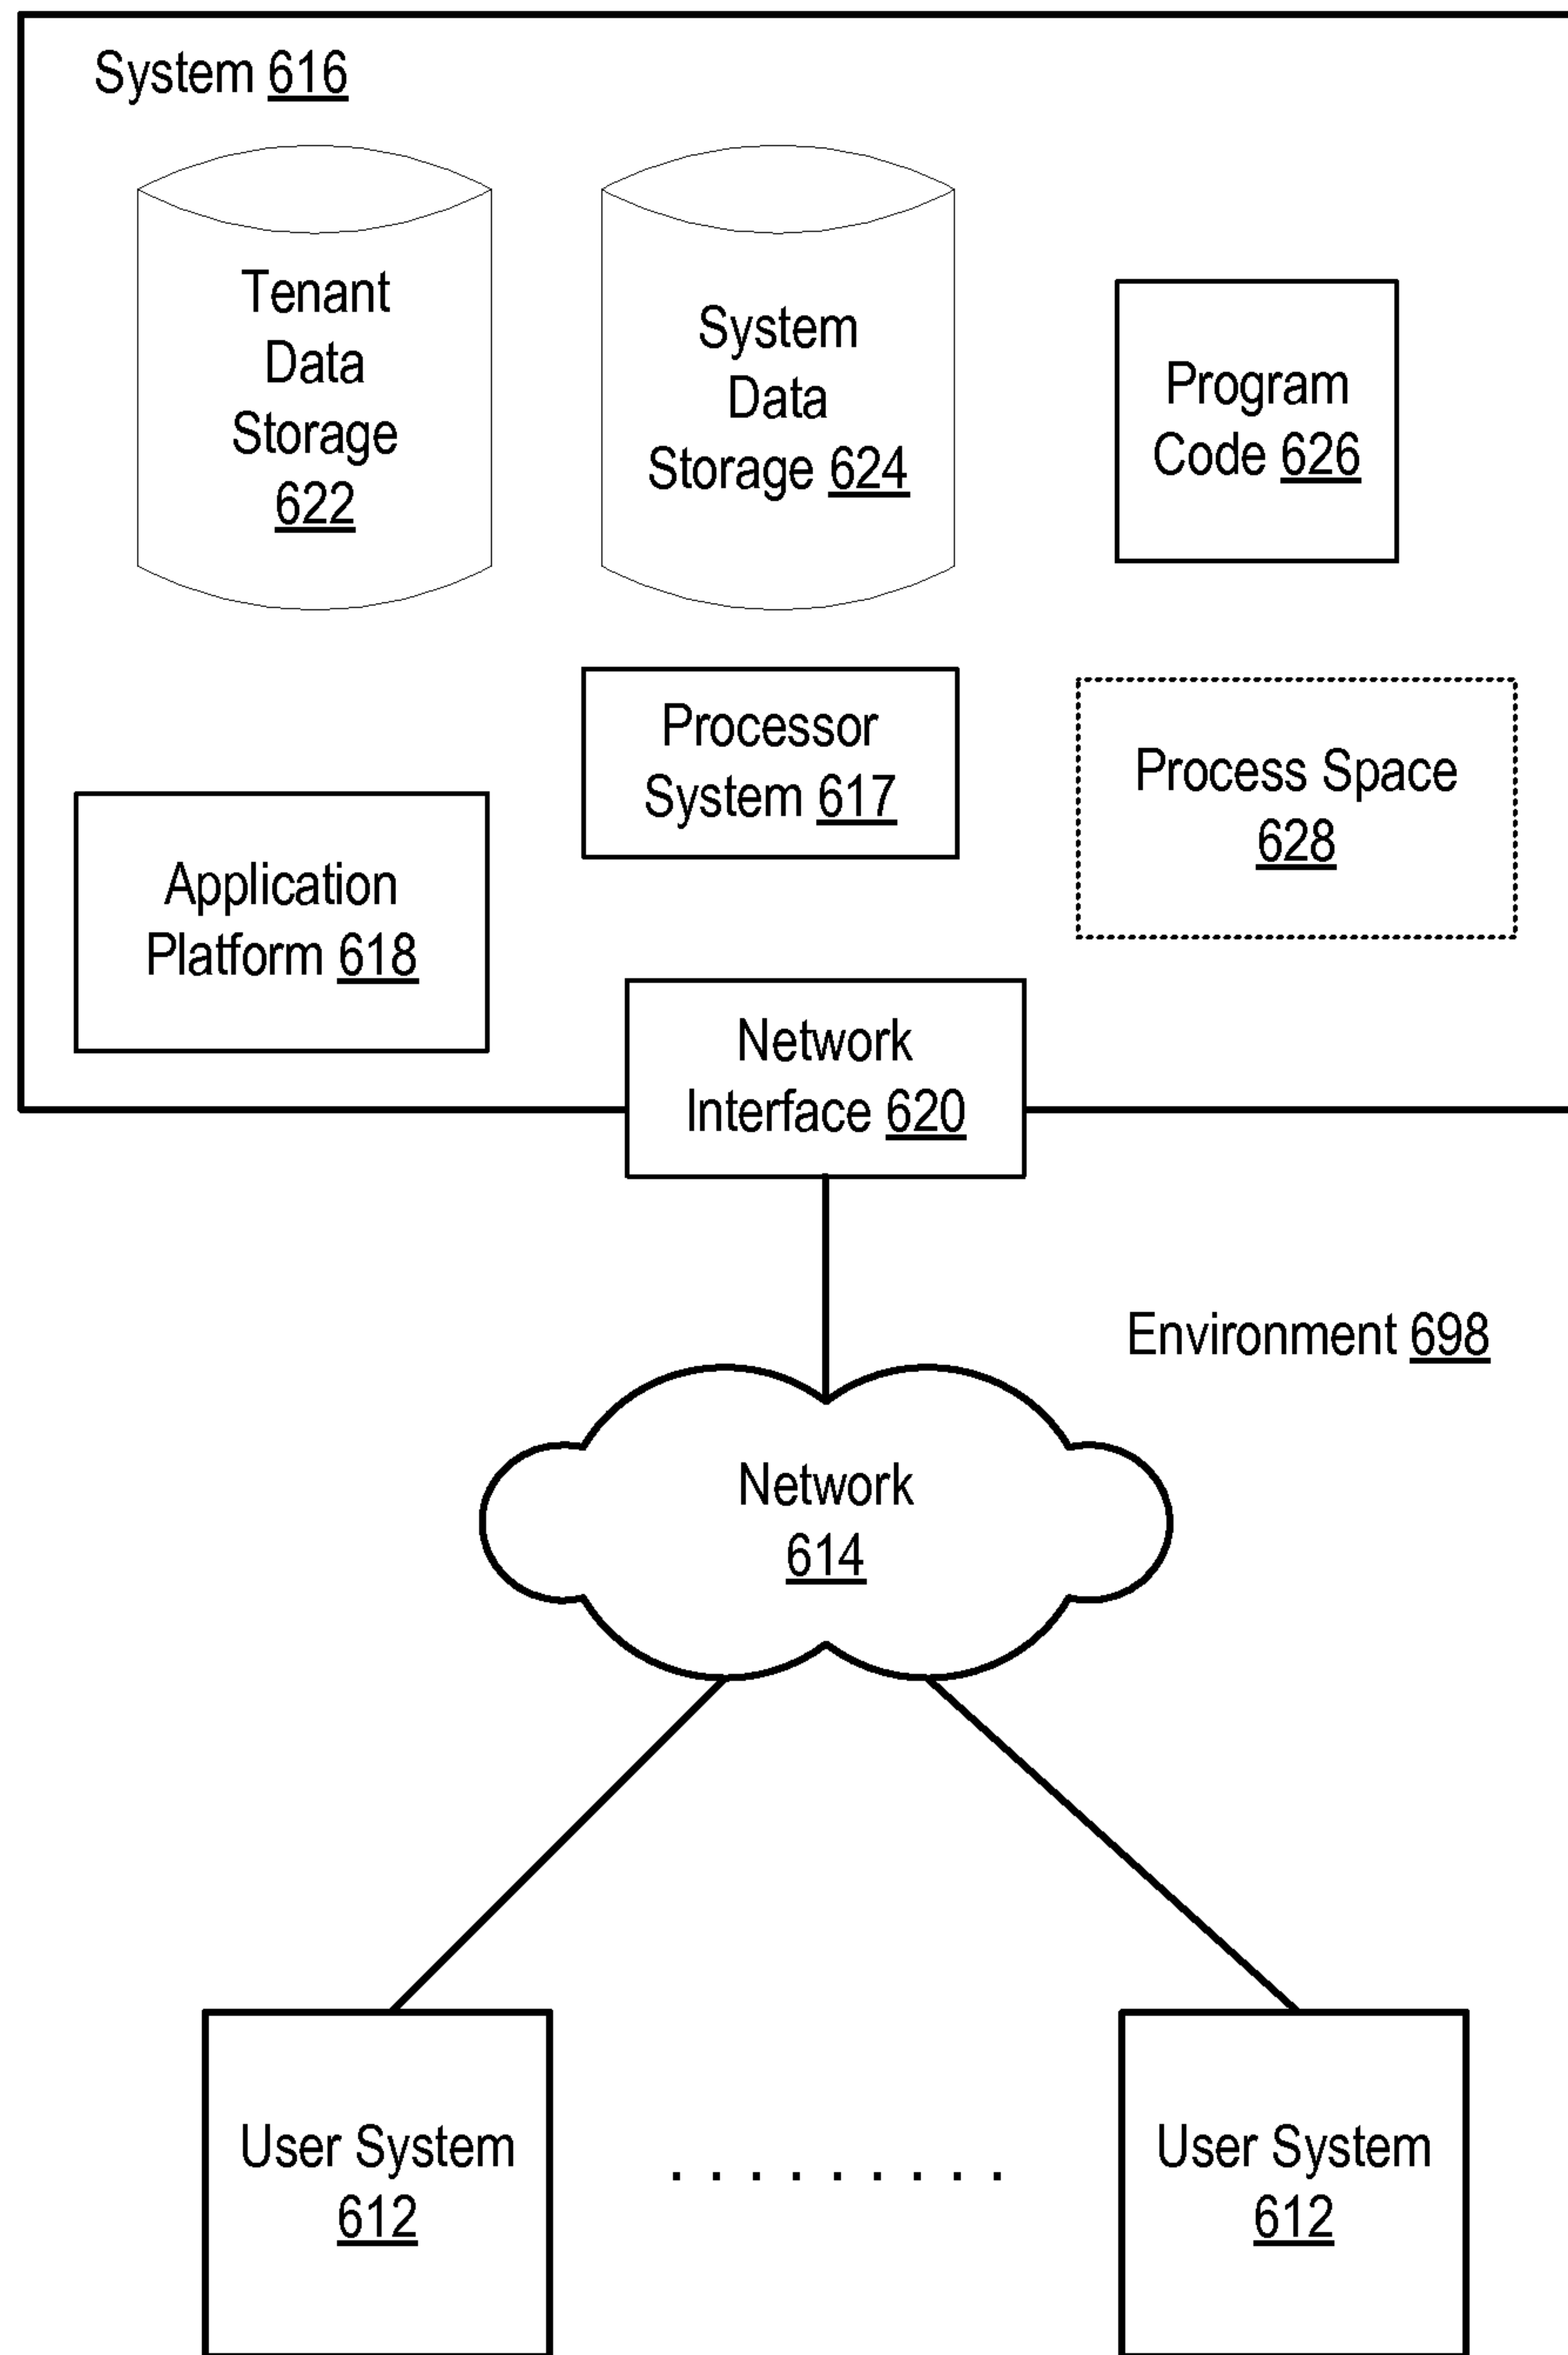 System 616
Tenant
Data
Storage
622
System
Data
Storage 624
Program
Code 626
Processor
System 617
Process Space
628
Application
Platform 618
Network
Interface 620
Environment 698
Network
614
User System
612
. . . . . . . . .
User System
612